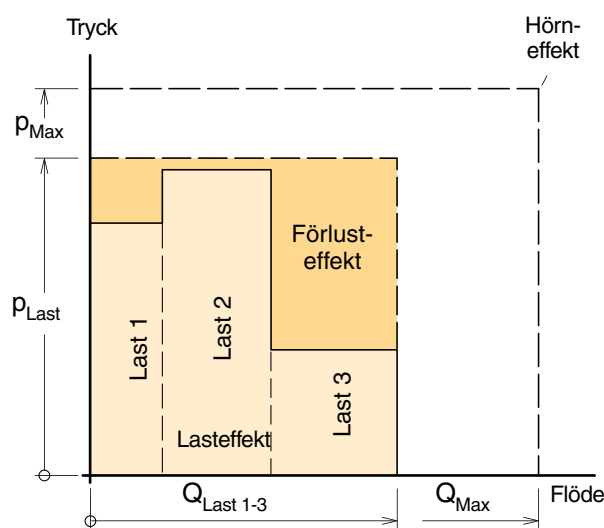 Tryck
Hörn-
effekt
pMax
Förlust-
effekt
pLast
Last 1
Last 2
Last 3
Lasteffekt
QLast 1-3
QMax
Flöde